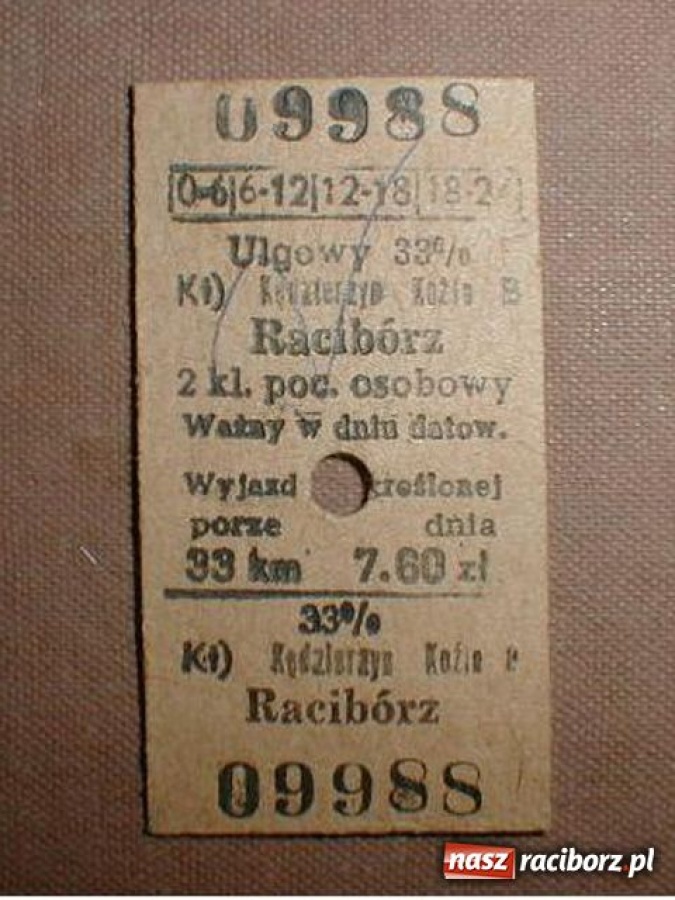 09988
|0-6|6-12|12-18|18-24|
Ulgowy 33%
Kł) Kędzierzyn Koźle
Racibórz
2 kl. poc. osobowy
Ważny w dniu datow.
Wyjazd kreślonej
porze dnia
33 km 7.60 zł
33%
Kł) Kędzierzyn Koźle
Racibórz
09988
nasz raciborz.pl